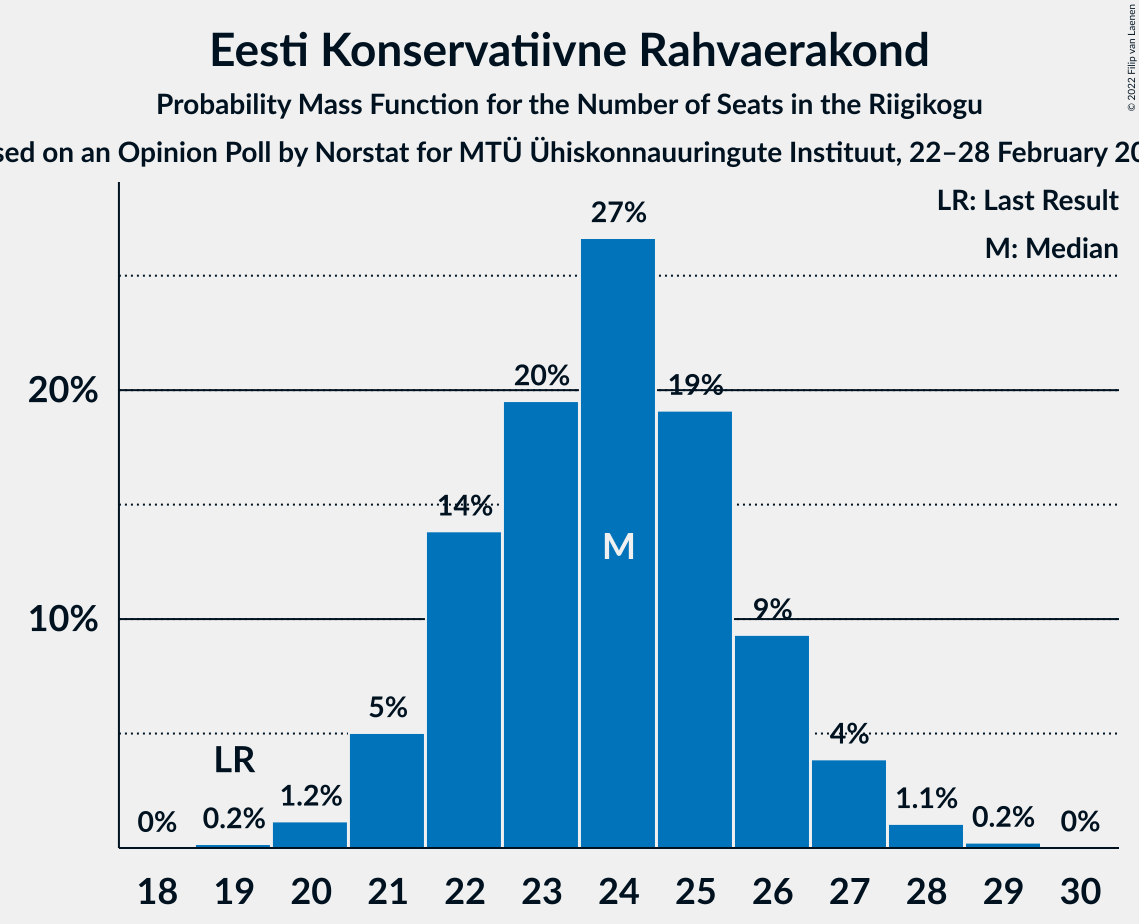 Eesti Konservatiivne Rahvaerakond
Probability Mass Function for the Number of Seats in the Riigikogu
sed on an Opinion Poll by Norstat for MTÜ Ühiskonnauuringute Instituut, 22–28 February 20
© 2022 Filip van Laenen
LR: Last Result
M: Median
27%
20%
20%
19%
14%
M
10%
9%
5%
4%
LR
1.2%
1.1%
0%
0.2%
0.2%
0%
18 19 20 21 22 23 24 25 26 27 28 29 30